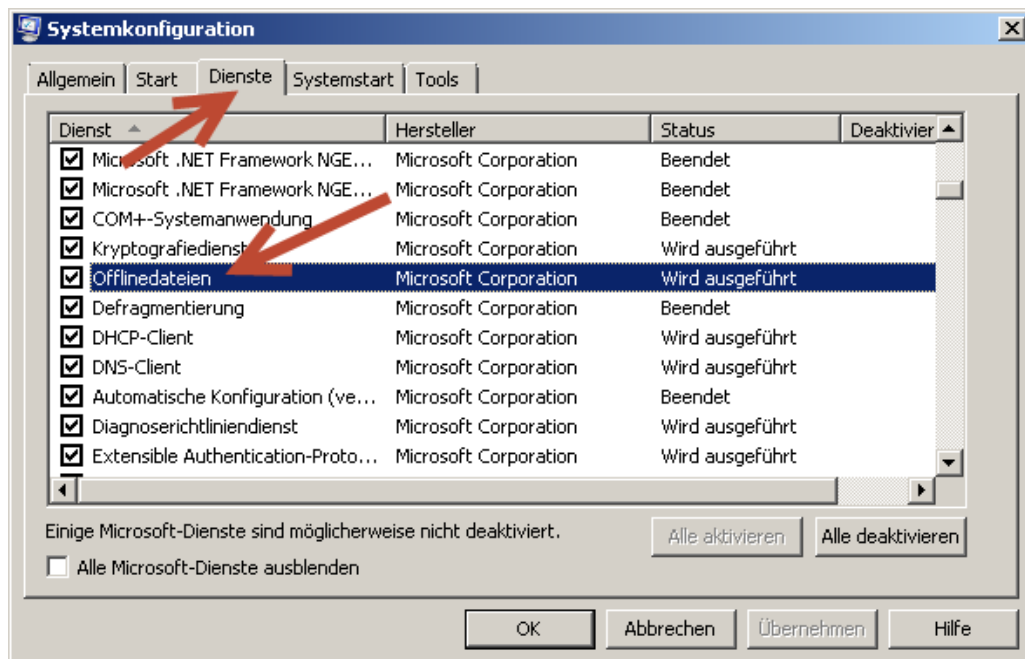 Systemkonfiguration
Allgemein Start Dienste Systemstart Tools
Dienst Hersteller Status Deaktivier
Microsoft .NET Framework NGE... Microsoft Corporation Beendet
Microsoft .NET Framework NGE... Microsoft Corporation Beendet
COM+-Systemanwendung Microsoft Corporation Beendet
Kryptografiedienst Microsoft Corporation Wird ausgeführt
Offlinedateien Microsoft Corporation Wird ausgeführt
Defragmentierung Microsoft Corporation Beendet
DHCP-Client Microsoft Corporation Wird ausgeführt
DNS-Client Microsoft Corporation Wird ausgeführt
Automatische Konfiguration (ve... Microsoft Corporation Beendet
Diagnoserichtliniendienst Microsoft Corporation Wird ausgeführt
Extensible Authentication-Proto... Microsoft Corporation Wird ausgeführt
Einige Microsoft-Dienste sind möglicherweise nicht deaktiviert.
Alle aktivieren Alle deaktivieren
Alle Microsoft-Dienste ausblenden
OK Abbrechen Übernehmen Hilfe